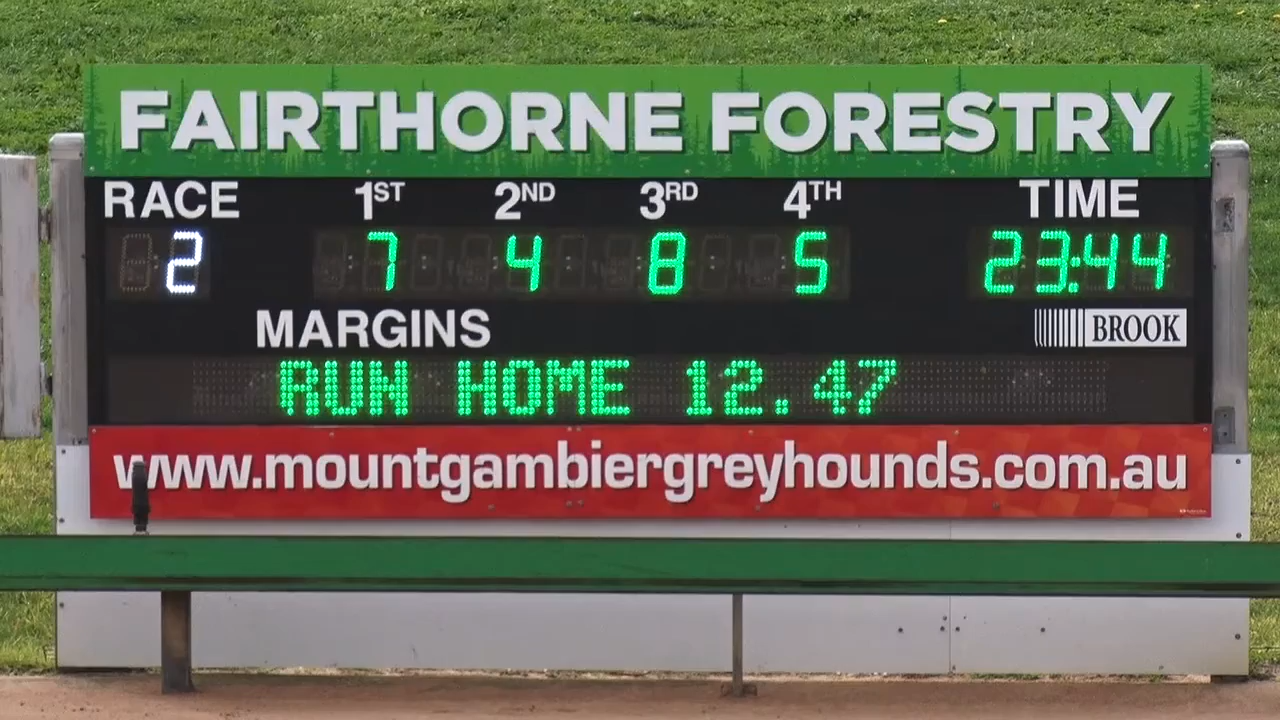 FAIRTHORNE FORESTRY
RACE 1ST 2ND 3RD 4TH TIME
2 7 4 8 5 23:44
MARGINS BROOK
RUN HOME 12.47
www.mountgambiergreyhounds.com.au